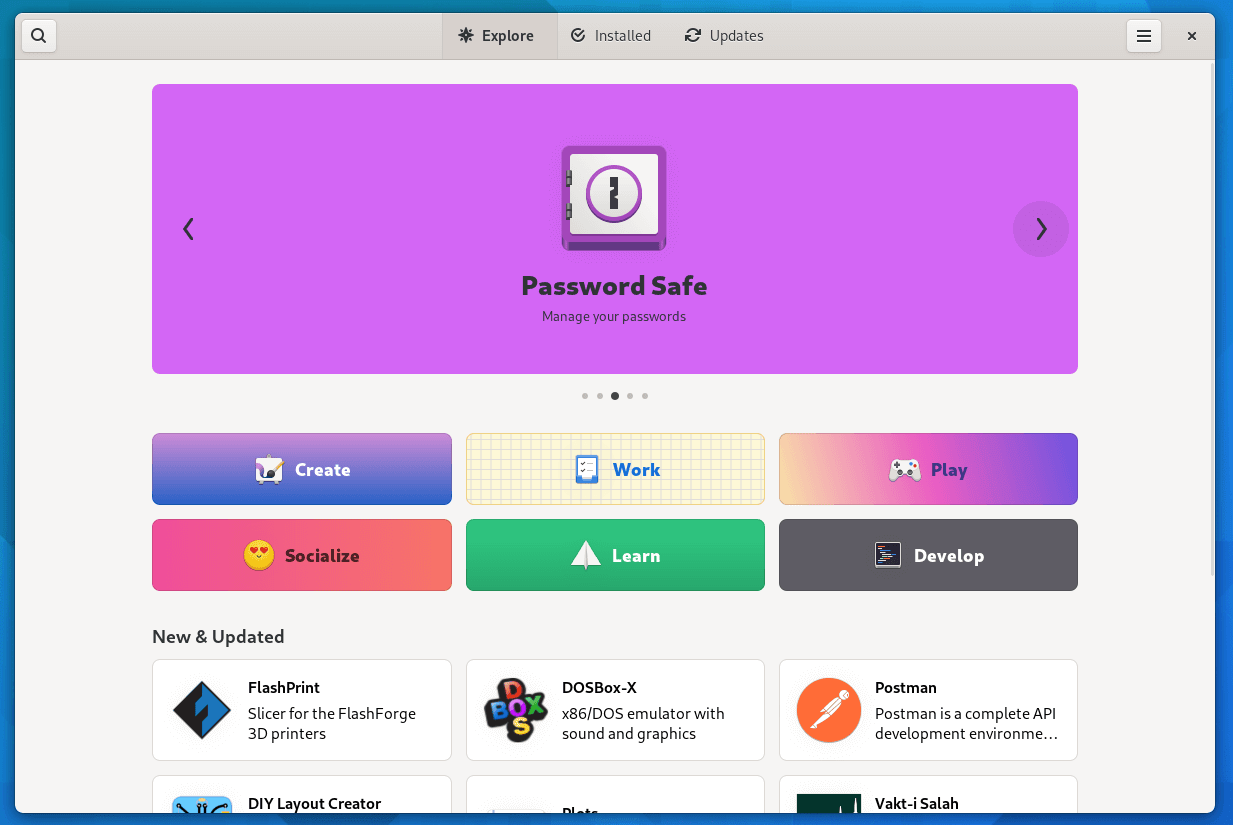 Explore
Installed
Updates
Password Safe
Manage your passwords
Create
Work
Play
Socialize
Learn
Develop
New & Updated
FlashPrint
Slicer for the FlashForge
3D printers
DOSBox-X
x86/DOS emulator with
sound and graphics
DOS
BOX
Postman
Postman is a complete API
development environme…
DIY Layout Creator
Plots
Vakt-i Salah